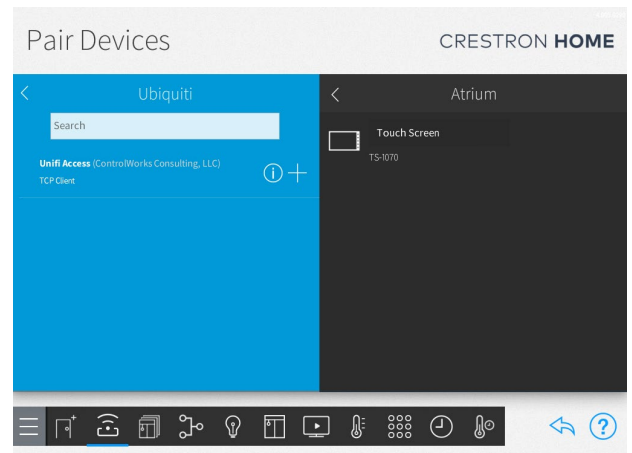 Pair Devices
CRESTRON HOME
Ubiquiti
Search
Unifi Access (ControlWorks Consulting, LLC)
TCP Client
Atrium
Touch Screen
TS-1070
?